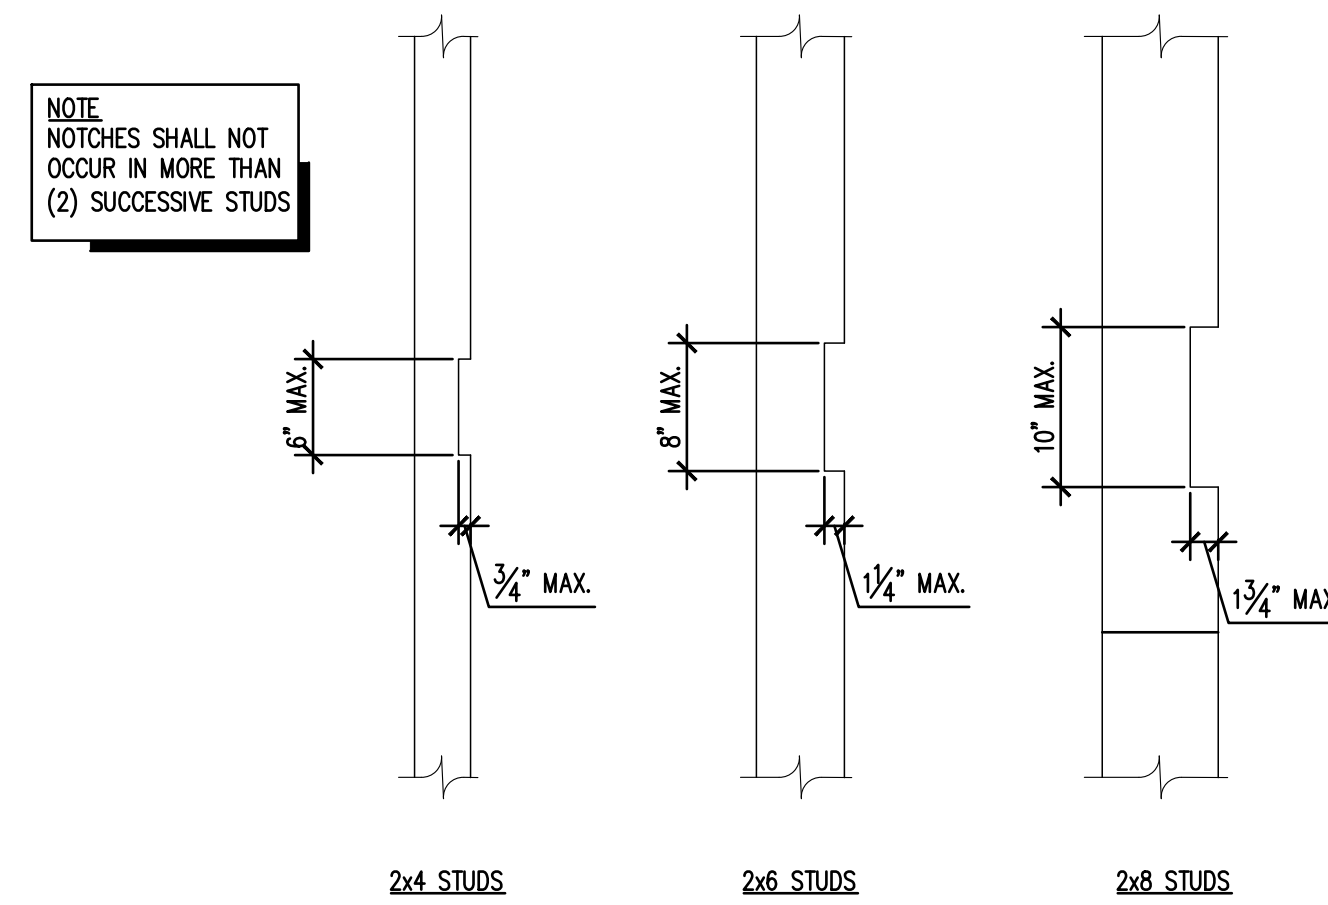 NOTE
NOTCHES SHALL NOT
OCCUR IN MORE THAN
(2) SUCCESSIVE STUDS
6" MAX.
3/4" MAX.
2x4 STUDS
8" MAX.
1 1/4" MAX.
2x6 STUDS
10" MAX.
1 3/4" MAX
2x8 STUDS